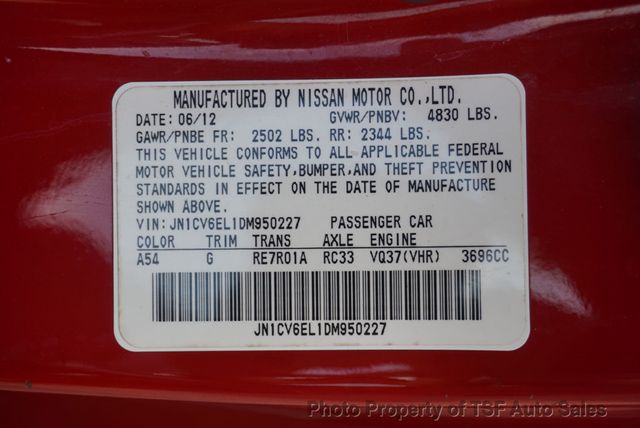 MANUFACTURED BY NISSAN MOTOR CO.,LTD.
DATE: 06/12 GVWR/PNBV: 4830 LBS.
GAWR/PNBE FR: 2502 LBS. RR: 2344 LBS.
THIS VEHICLE CONFORMS TO ALL APPLICABLE FEDERAL
MOTOR VEHICLE SAFETY,BUMPER,AND THEFT PREVENTION
STANDARDS IN EFFECT ON THE DATE OF MANUFACTURE
SHOWN ABOVE.
VIN: JN1CV6EL1DM950227 PASSENGER CAR
COLOR TRIM TRANS AXLE ENGINE
A54 G RE7R01A RC33 VQ37(VHR) 3696CC
JN1CV6EL1DM950227
Photo Property of TSF Auto Sales